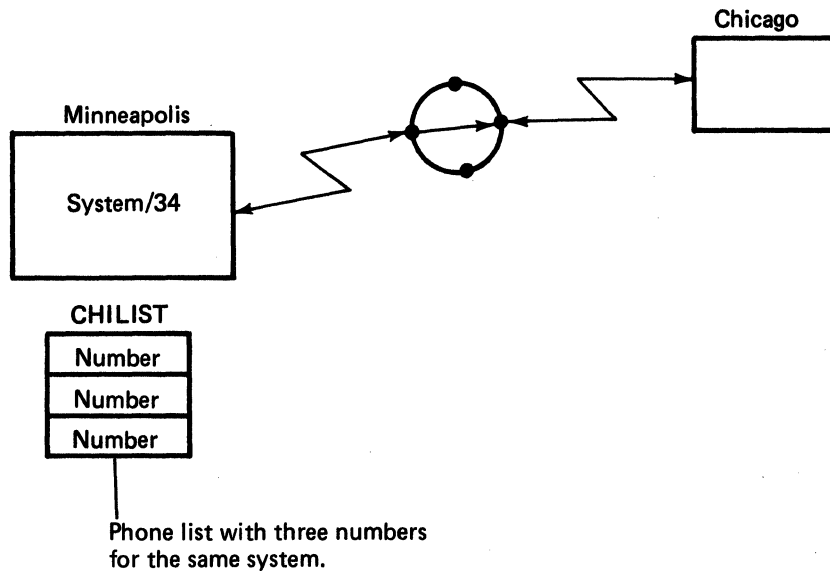 Chicago
Minneapolis
System/34
CHILIST
Number
Number
Number
Phone list with three numbers
for the same system.